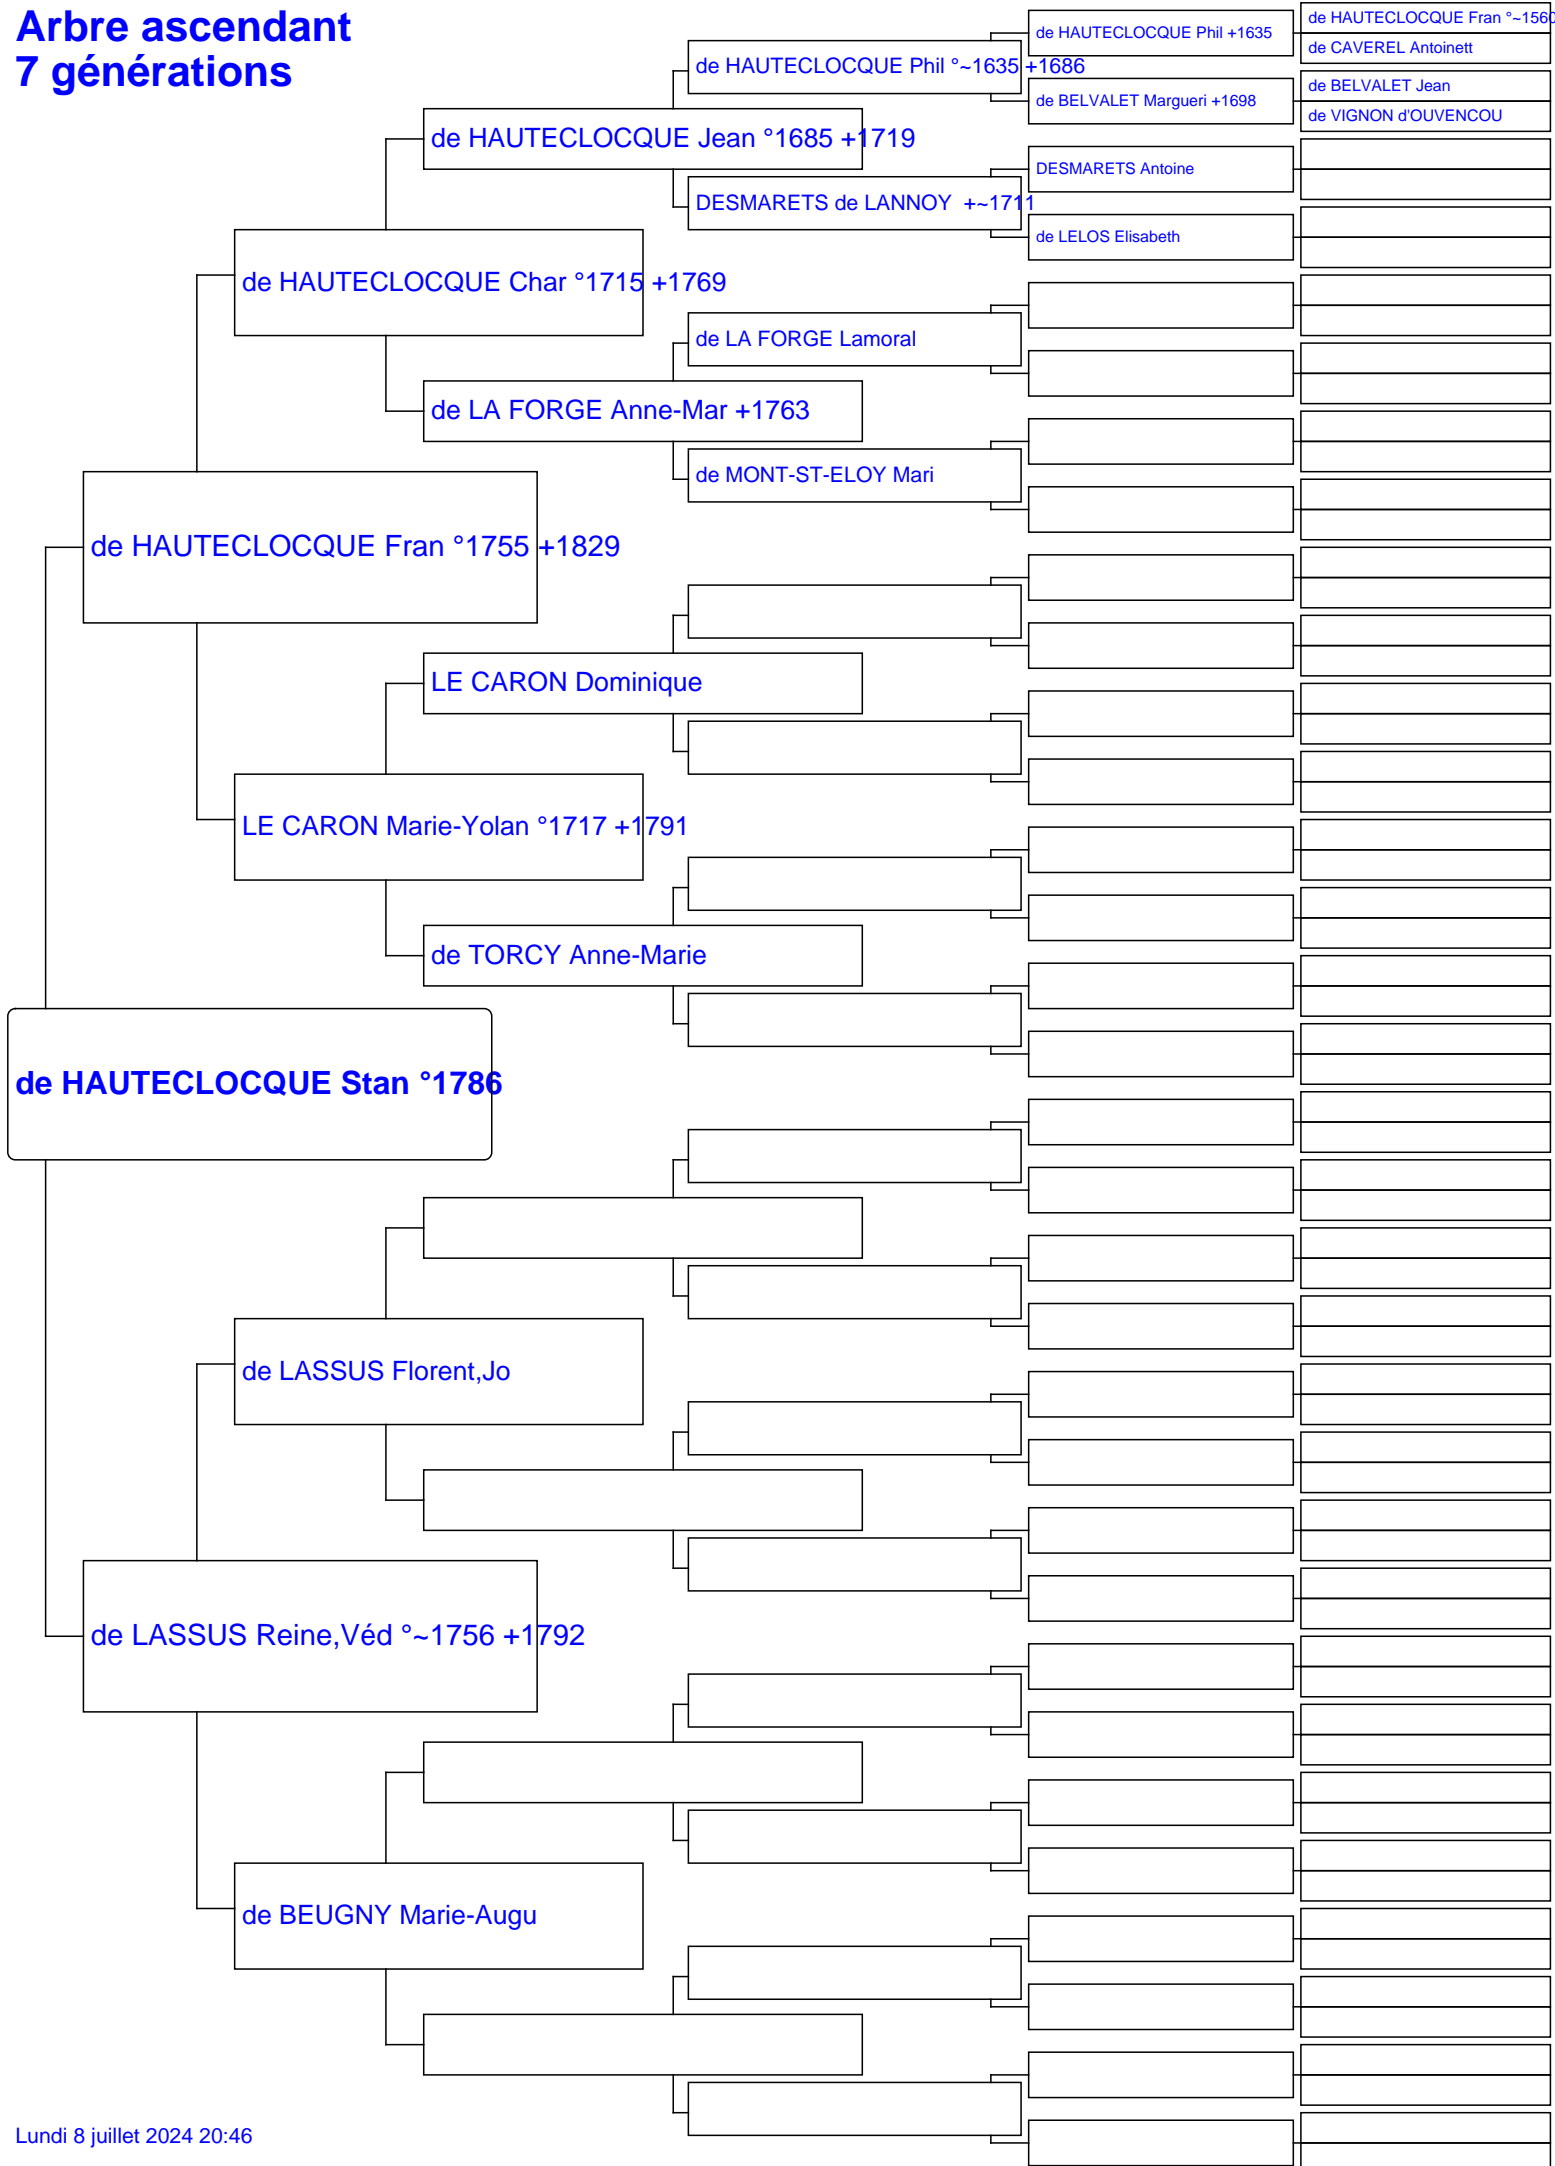 Arbre ascendant
7 générations
de HAUTECLOCQUE Fran °~1560
de HAUTECLOCQUE Phil +1635
de CAVEREL Antoinett
de HAUTECLOCQUE Phil °~1635 +1686
de BELVALET Jean
de BELVALET Margueri +1698
de VIGNON d'OUVENCOU
de HAUTECLOCQUE Jean °1685 +1719
DESMARETS Antoine
DESMARETS de LANNOY +~1711
de LELOS Elisabeth
de HAUTECLOCQUE Char °1715 +1769
de LA FORGE Lamoral
de LA FORGE Anne-Mar +1763
de MONT-ST-ELOY Mari
de HAUTECLOCQUE Fran °1755 +1829
LE CARON Dominique
LE CARON Marie-Yolan °1717 +1791
de TORCY Anne-Marie
de HAUTECLOCQUE Stan °1786
de LASSUS Florent,Jo
de LASSUS Reine,Véd °~1756 +1792
de BEUGNY Marie-Augu
Lundi 8 juillet 2024 20:46